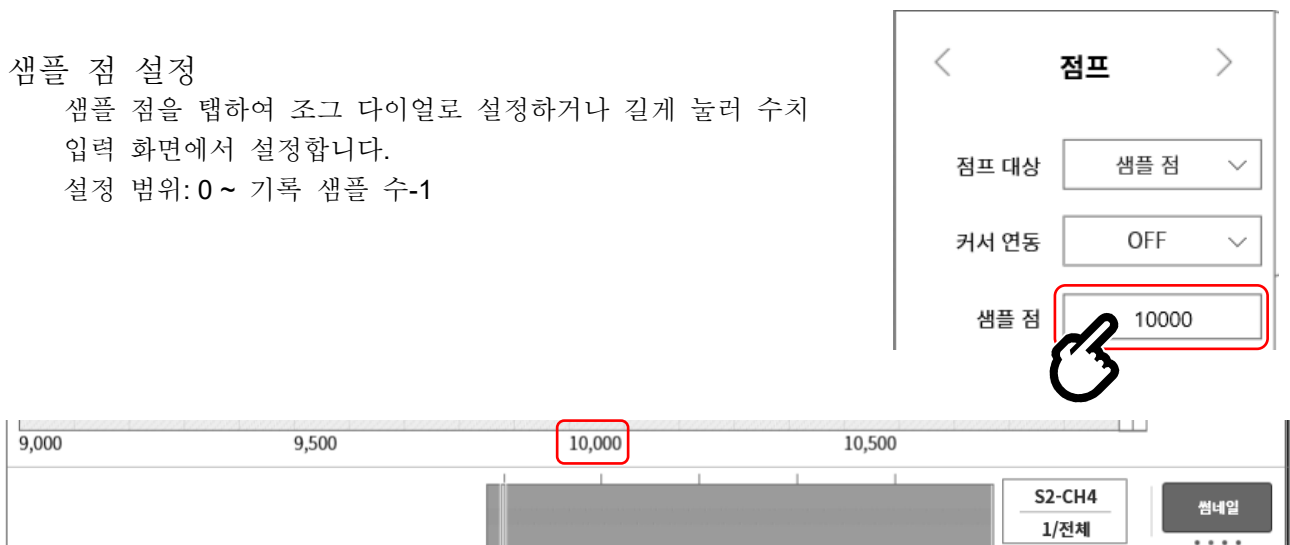 샘플 점 설정
샘플 점을 탭하여 조그 다이얼로 설정하거나 길게 눌러 수치
입력 화면에서 설정합니다.
설정 범위: 0 ~ 기록 샘플 수-1
점프
점프 대상 샘플 점
커서 연동 OFF
샘플 점 10000
9,000 9,500 10,000 10,500
S2-CH4
1/전체
썸네일